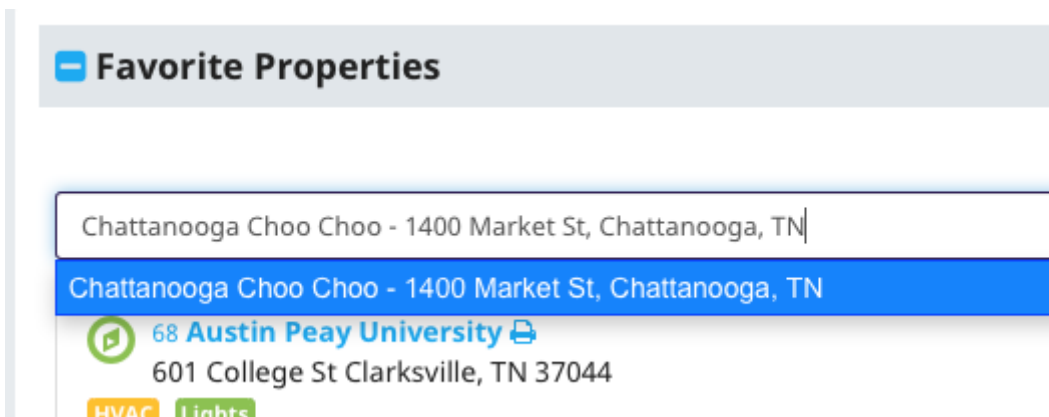 Favorite Properties
Chattanooga Choo Choo - 1400 Market St, Chattanooga, TN
Chattanooga Choo Choo - 1400 Market St, Chattanooga, TN
68 Austin Peay University
601 College St Clarksville, TN 37044
HVAC Lights